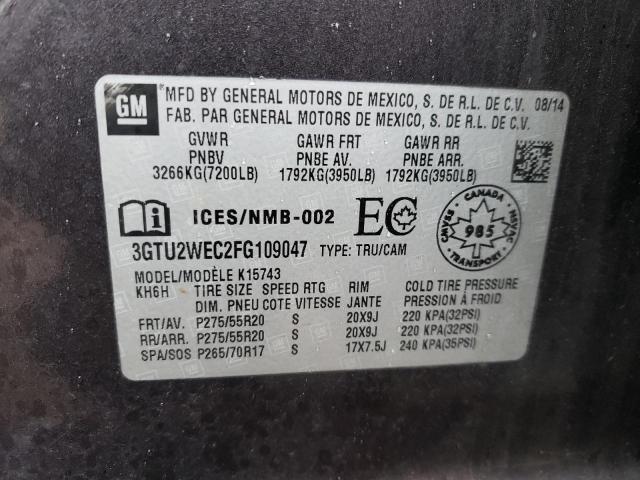 GM
MFD BY GENERAL MOTORS DE MEXICO, S. DE R.L. DE C.V. 08/14
FAB. PAR GENERAL MOTORS DE MEXICO, S. DE R.L. DE C.V.
GVWR GAWR FRT GAWR RR
PNBV PNBE AV. PNBE ARR.
3266KG(7200LB) 1792KG(3950LB) 1792KG(3950LB)
i ICES/NMB-002 EC
CANADA
CMVSS 985 NSVAC
TRANSPORT
3GTU2WEC2FG109047 TYPE: TRU/CAM
MODEL/MODÈLE K15743
KH6H TIRE SIZE SPEED RTG RIM COLD TIRE PRESSURE
DIM. PNEU COTE VITESSE JANTE PRESSION À FROID
FRT/AV. P275/55R20 S 20X9J 220 KPA(32PSI)
RR/ARR. P275/55R20 S 20X9J 220 KPA(32PSI)
SPA/SOS P265/70R17 S 17X7.5J 240 KPA(35PSI)